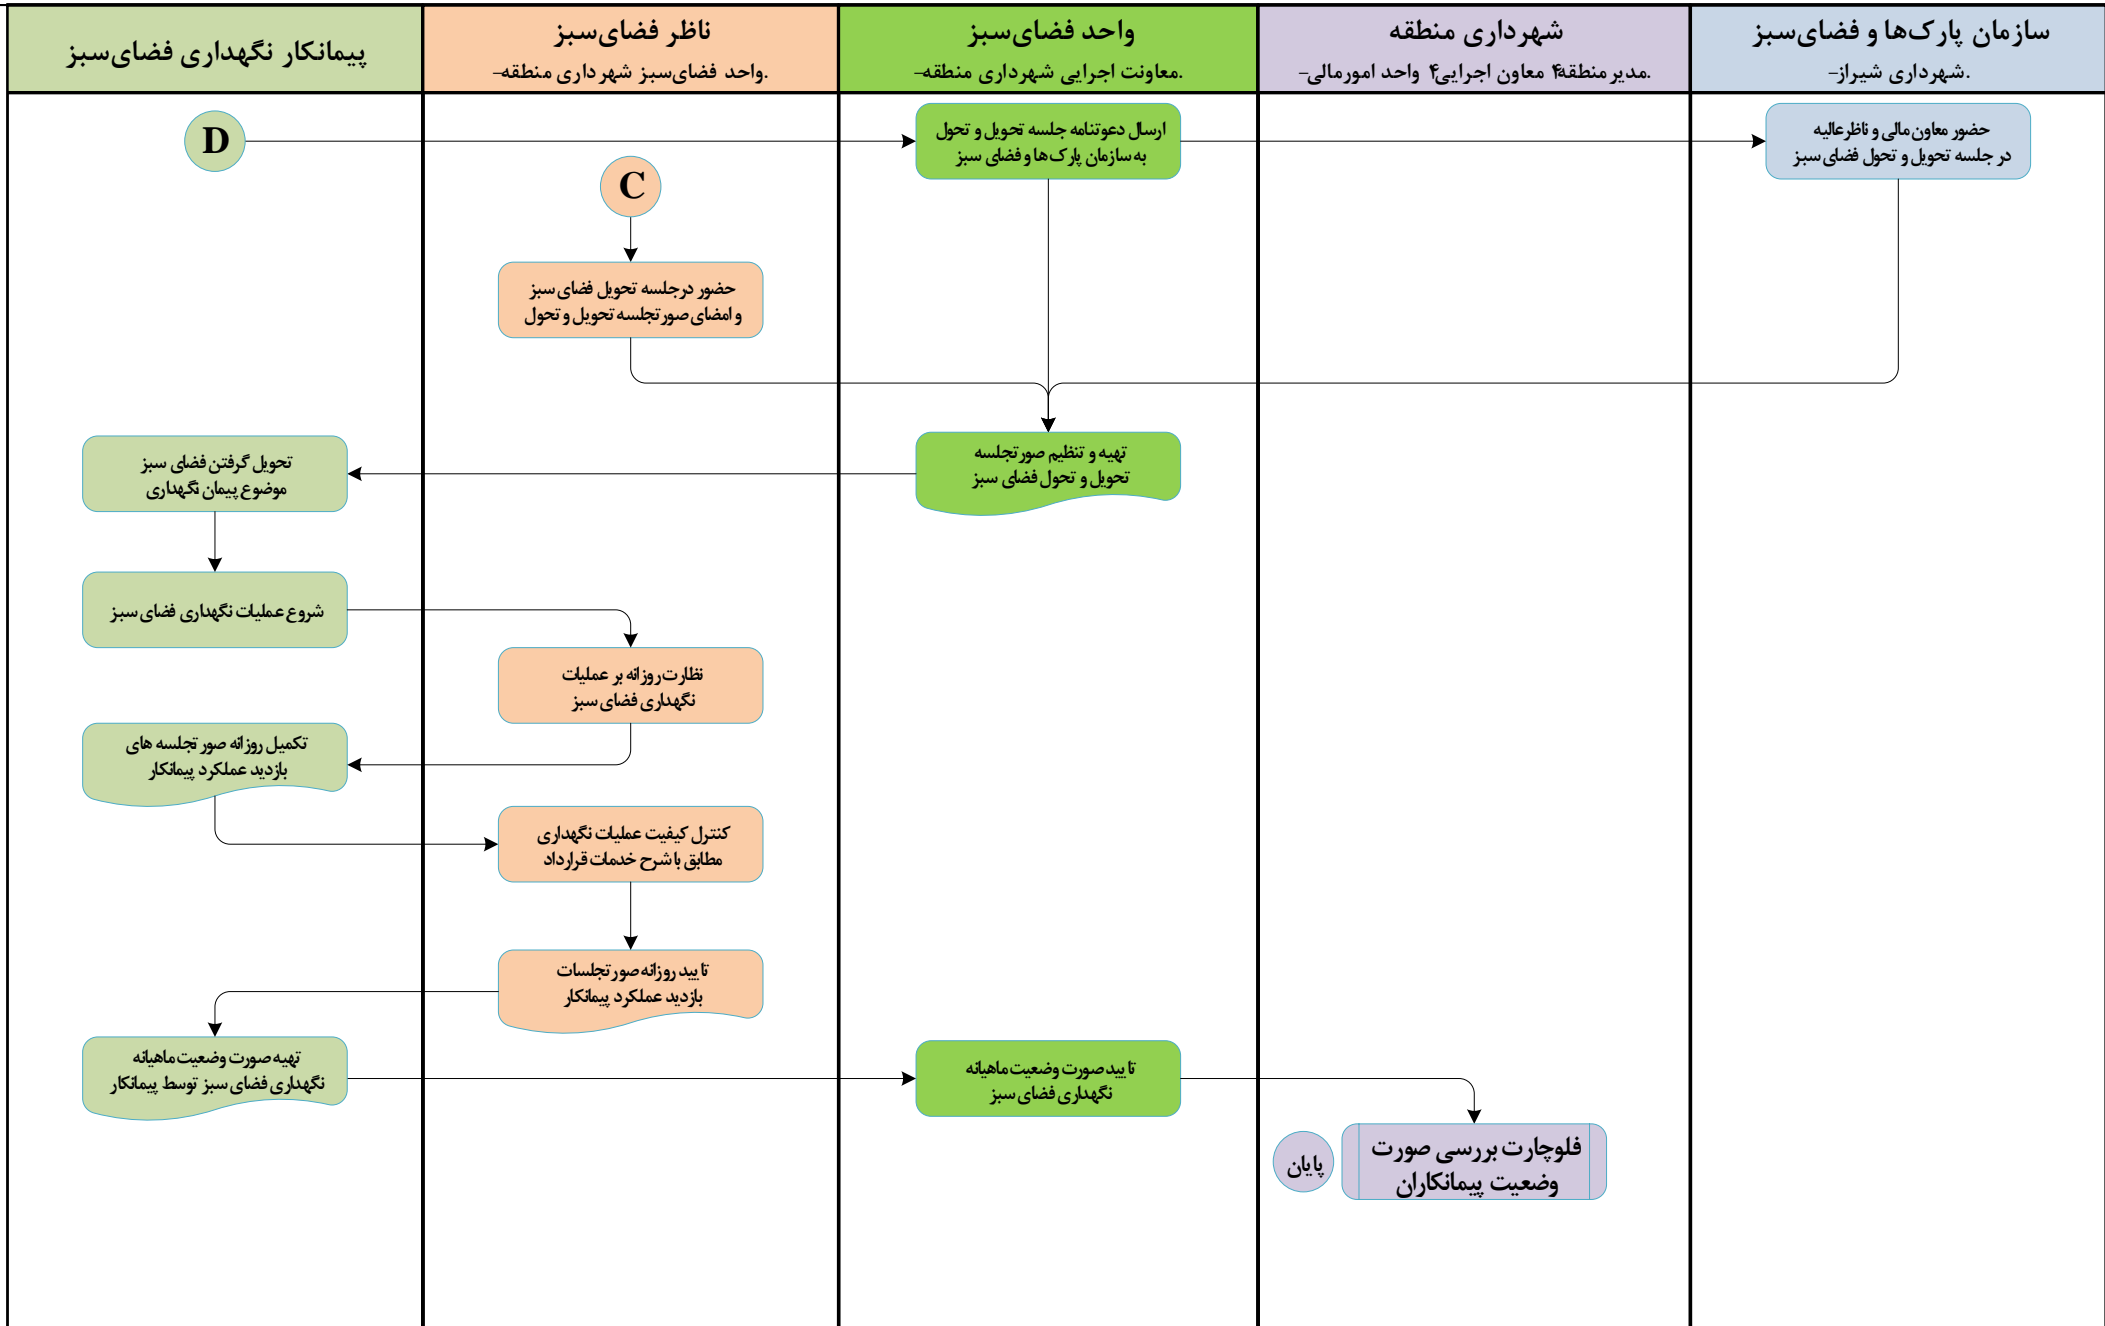 سازمان پارک‌ها و فضای‌سبز
.شهرداری شیراز-
شهرداری منطقه
.مدیر منطقه۴ معاون اجرایی۴ واحد امورمالی-
واحد فضای‌سبز
.معاونت اجرایی شهرداری منطقه-
ناظر فضای‌سبز
.واحد فضای‌سبز شهرداری منطقه-
پیمانکار نگهداری فضای‌سبز
D
ارسال دعوتنامه جلسه تحویل و تحول
به سازمان پارک‌ها و فضای سبز
حضور معاون مالی و ناظرعالیه
در جلسه تحویل و تحول فضای سبز
C
حضور درجلسه تحویل فضای سبز
و امضای صورتجلسه تحویل و تحول
تهیه و تنظیم صورتجلسه
تحویل و تحول فضای سبز
تحویل گرفتن فضای سبز
موضوع پیمان نگهداری
شروع عملیات نگهداری فضای سبز
نظارت روزانه بر عملیات
نگهداری فضای سبز
تکمیل روزانه صورتجلسه های
بازدید عملکرد پیمانکار
کنترل کیفیت عملیات نگهداری
مطابق با شرح خدمات قرارداد
تایید روزانه صورتجلسات
بازدید عملکرد پیمانکار
تهیه صورت وضعیت ماهیانه
نگهداری فضای سبز توسط پیمانکار
تایید صورت وضعیت ماهیانه
نگهداری فضای سبز
فلوچارت بررسی صورت
وضعیت پیمانکاران
پایان